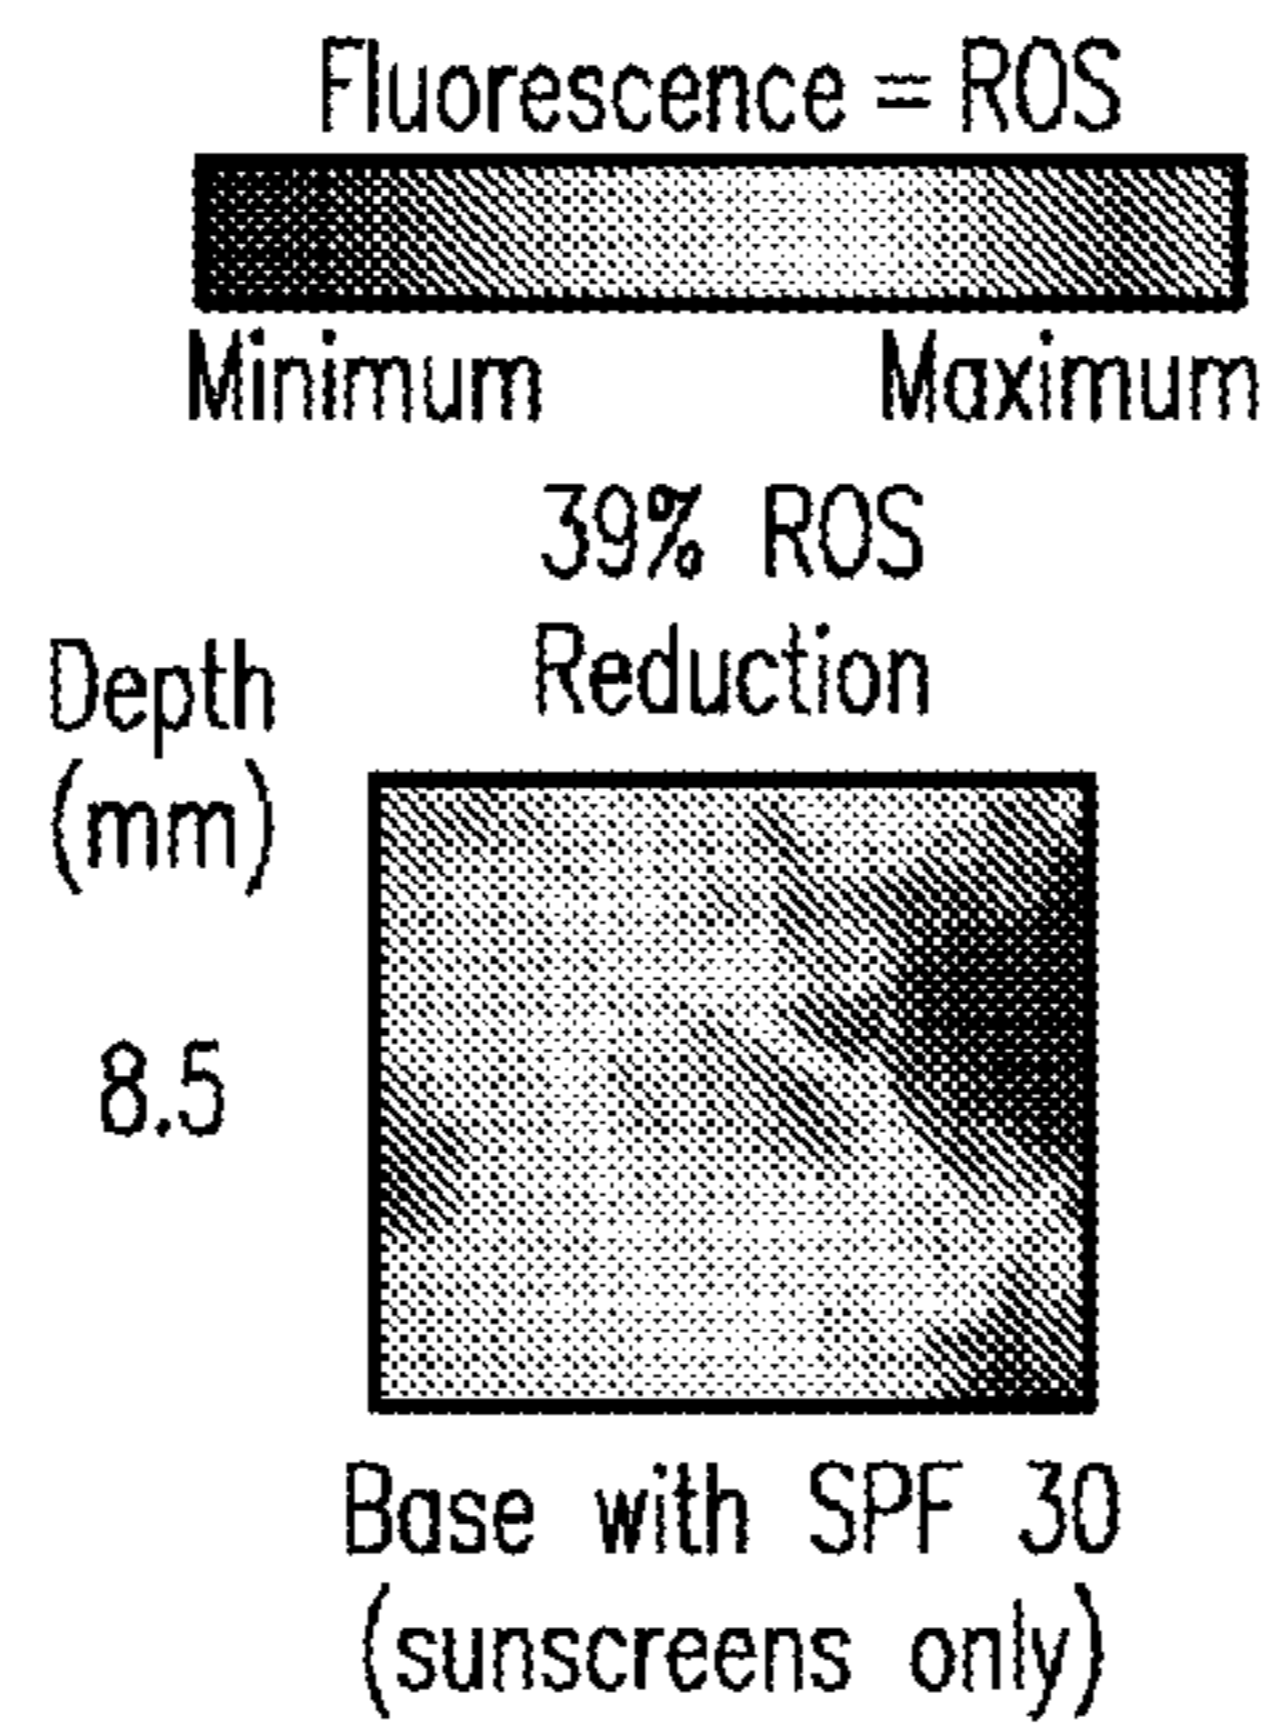 Fluorescence = ROS
Minimum Maximum
39% ROS
Reduction
Depth
(mm)
8.5
Base with SPF 30
(sunscreens only)